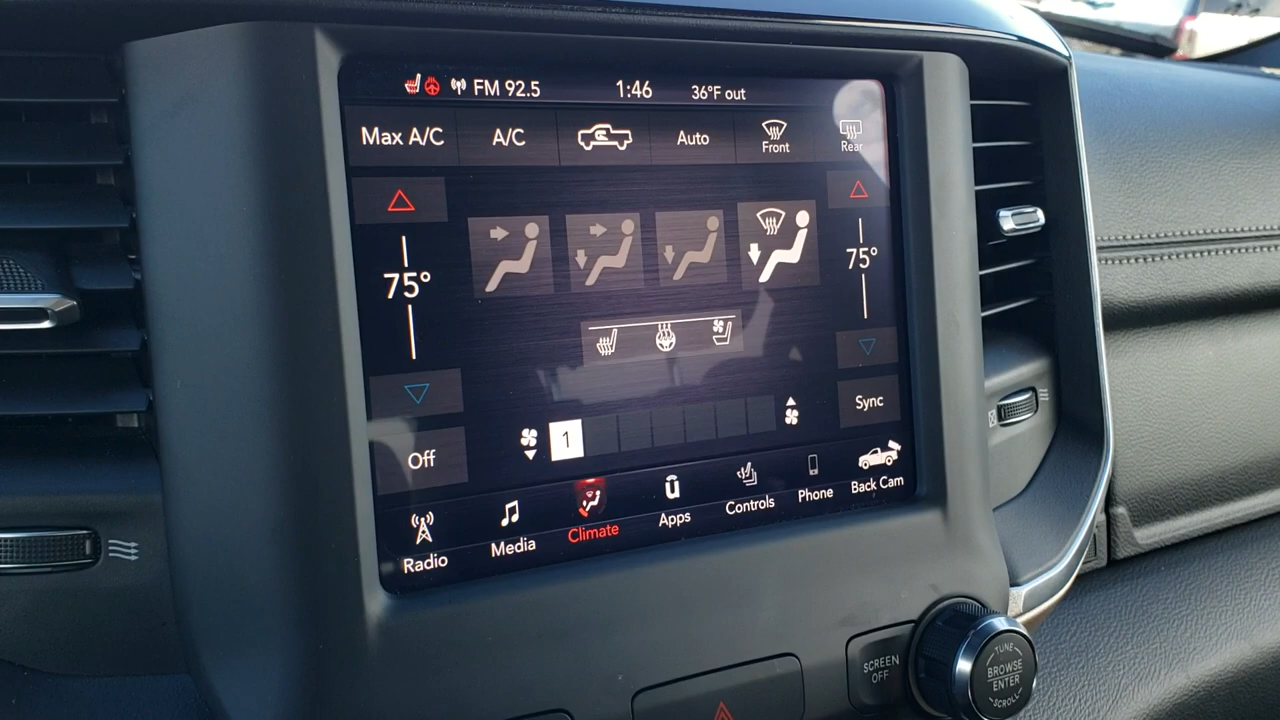 FM 92.5 1:46 36°F out
Max A/C A/C Auto Front Rear
75° 75°
Sync
1
Off
Radio Media Climate Apps Controls Phone Back Cam
SCREEN
OFF
TUNE
BROWSE
ENTER
SCROLL